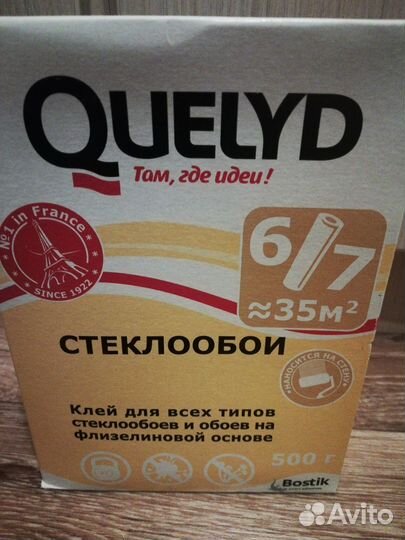 QUELYD
Там, где идеи!
№1 in France
SINCE 1922
6/7
≈35м²
СТЕКЛООБОИ
НАНОСИТСЯ НА СТЕНУ
Клей для всех типов
стеклообоев и обоев на
флизелиновой основе
500 г
Bostik
Avito